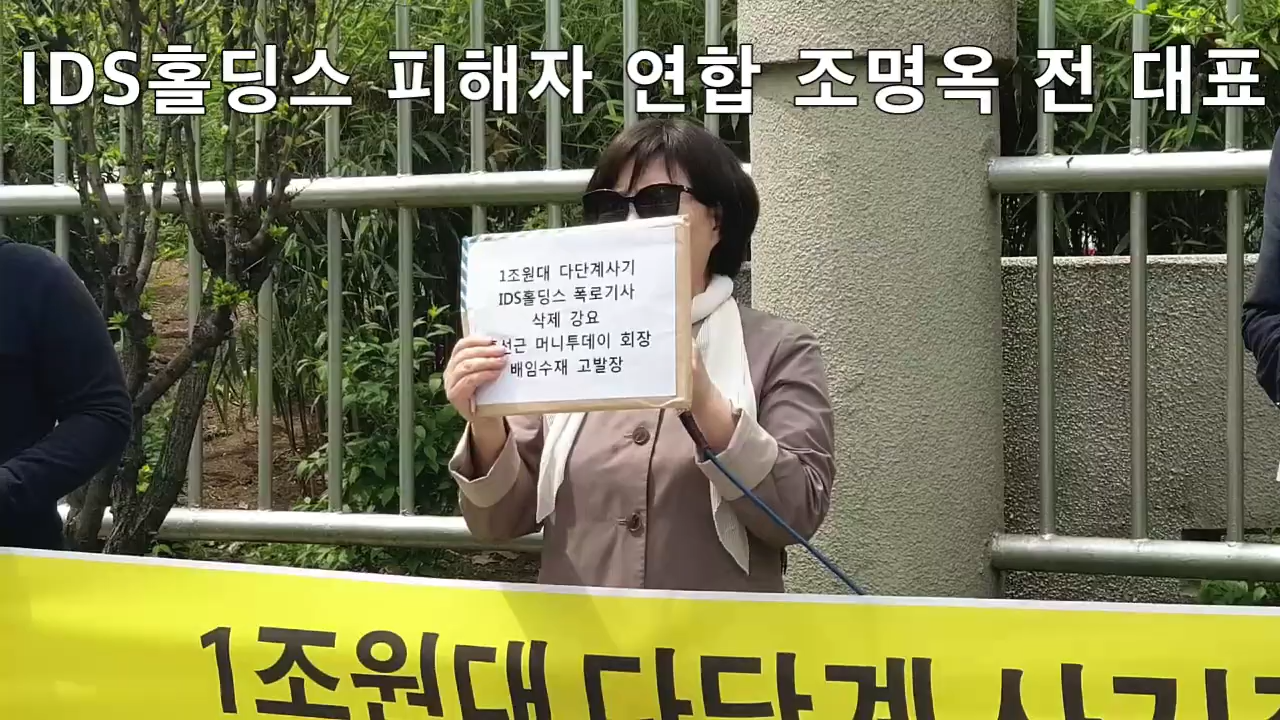 IDS홀딩스 피해자 연합 조명옥 전 대표
1조원대 다단계사기
IDS홀딩스 폭로기사
삭제 강요
머니투데이 회장
배임수재 고발장
1조원대 다단계 사기